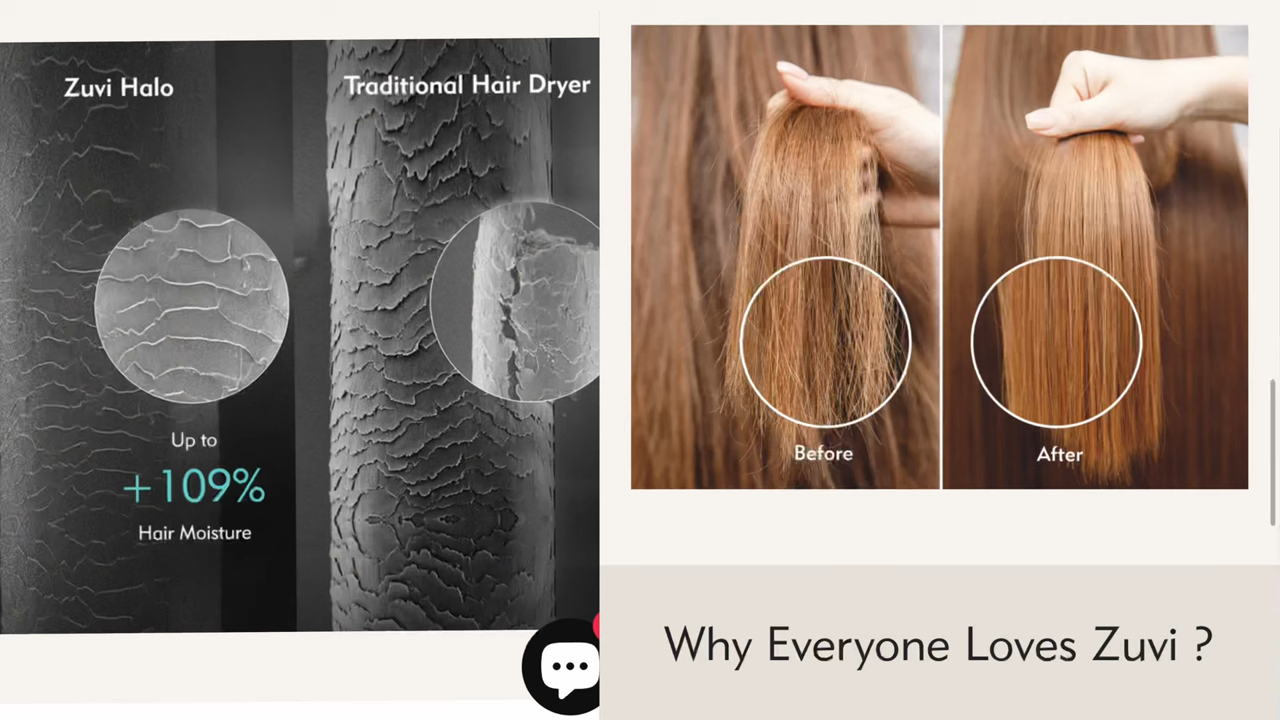 Zuvi Halo
Traditional Hair Dryer
Up to
+109%
Hair Moisture
Before
After
Why Everyone Loves Zuvi ?